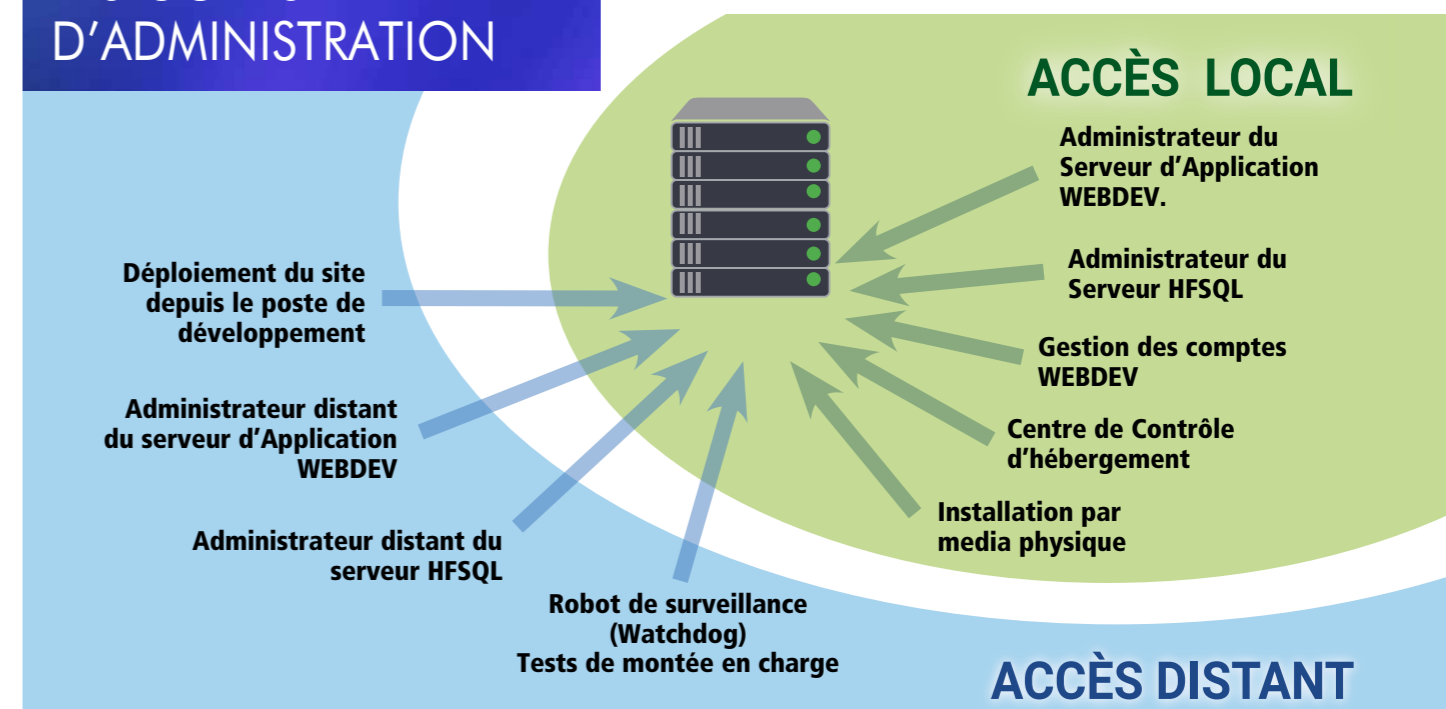 D’ADMINISTRATION
ACCÈS LOCAL
Administrateur du
Serveur d’Application
WEBDEV.
Administrateur du
Serveur HFSQL
Gestion des comptes
WEBDEV
Centre de Contrôle
d’hébergement
Installation par
media physique
Déploiement du site
depuis le poste de
développement
Administrateur distant
du serveur d’Application
WEBDEV
Administrateur distant du
serveur HFSQL
Robot de surveillance
(Watchdog)
Tests de montée en charge
ACCÈS DISTANT